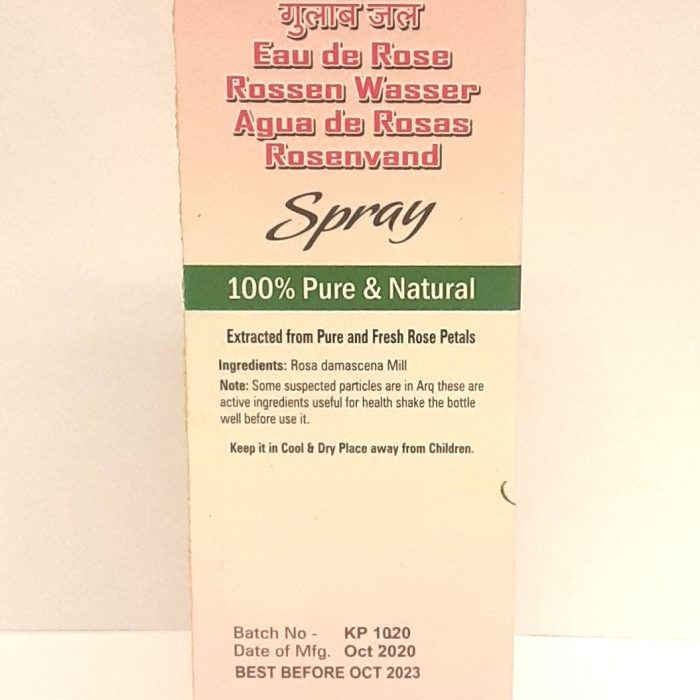 गुलाब जल
Eau de Rose
Rossen Wasser
Agua de Rosas
Rosenvand
Spray
100% Pure & Natural
Extracted from Pure and Fresh Rose Petals
Ingredients: Rosa damascena Mill
Note: Some suspected particles are in Arq these are
active ingredients useful for health shake the bottle
well before use it.
Keep it in Cool & Dry Place away from Children.
Batch No - KP 1020
Date of Mfg. Oct 2020
BEST BEFORE OCT 2023